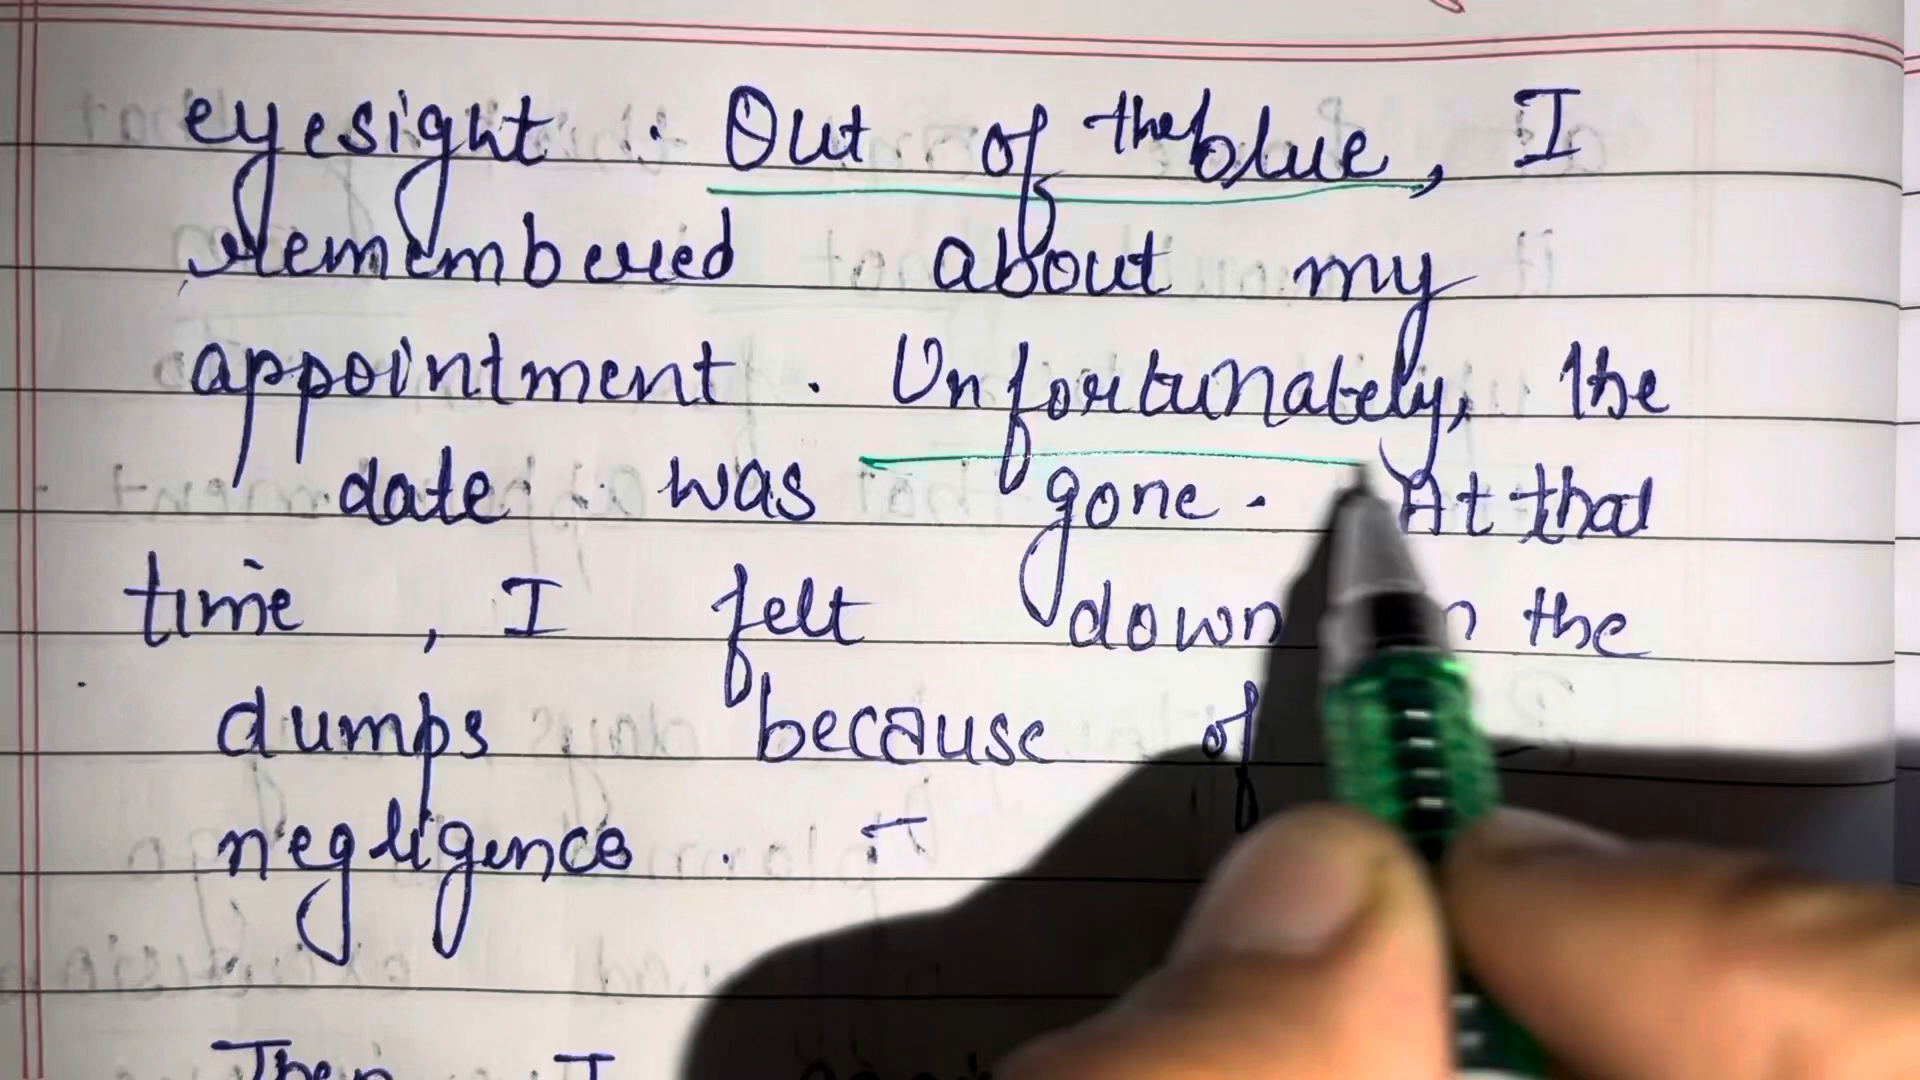 eyesight . Out of the blue, I
remembered about my
appointment . Unfortunately, the
date was gone . At that
time , I felt down the
dumps because of
negligence .
Then I